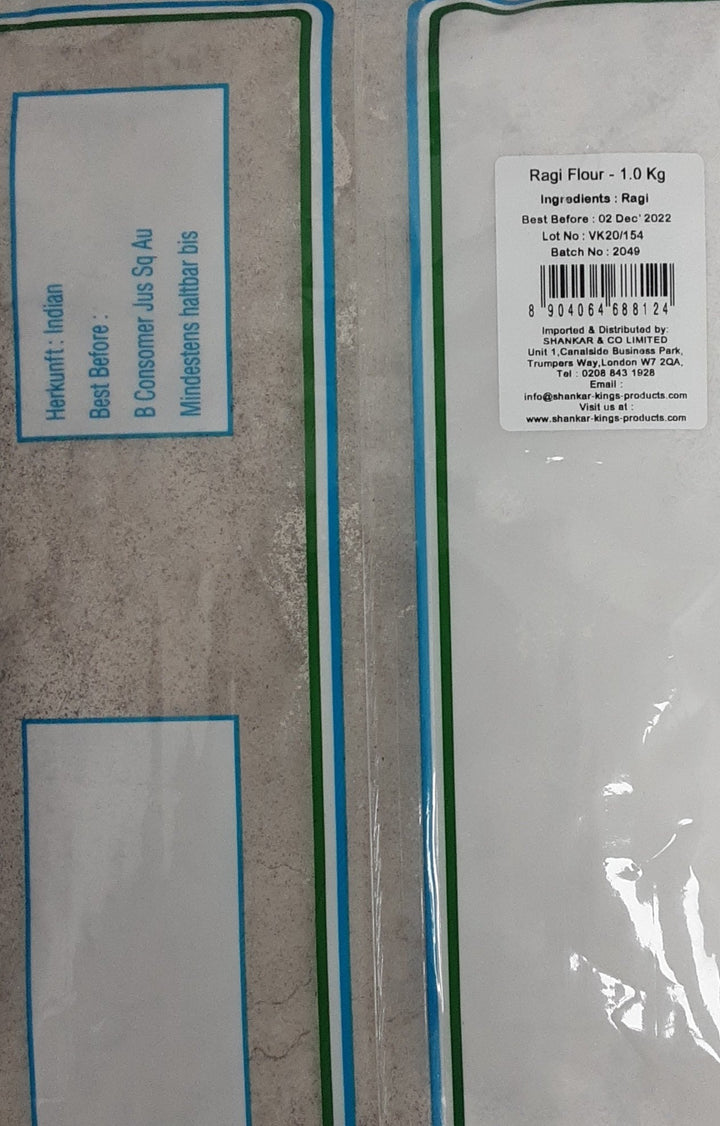 Herkunft : Indian
Best Before :
B Consomer Jus Sq Au
Mindestens haltbar bis
Ragi Flour - 1.0 Kg
Ingredients : Ragi
Best Before : 02 Dec' 2022
Lot No : VK20/154
Batch No : 2049
8 904064 688124
Imported & Distributed by:
SHANKAR & CO LIMITED
Unit 1,Canalside Business Park,
Trumpers Way,London W7 2QA,
Tel : 0208 843 1928
Email :
info@shankar-kings-products.com
Visit us at :
www.shankar-kings-products.com